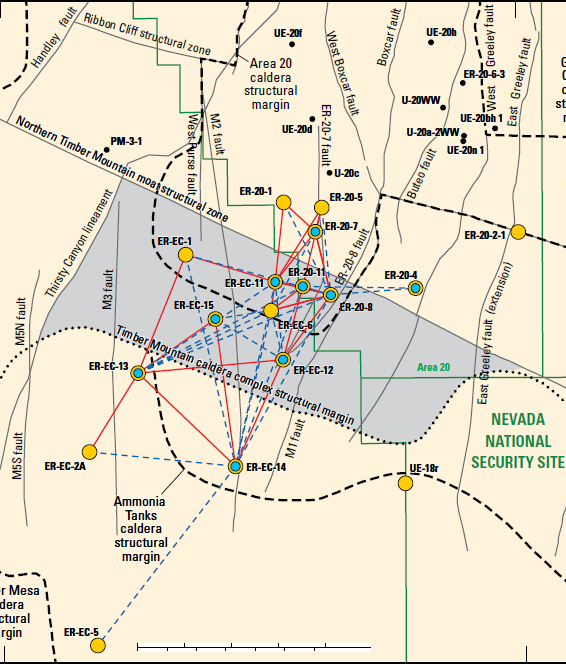 Handley fault
Ribbon Cliff structural zone
UE-20f
West Boxcar fault
Boxcar fault
UE-20h
West Greeley fault
East Greeley fault
Area 20
caldera
structural
margin
ER-20-6-3
U-20WW
UE-20bh 1
U-20a-2WW
UE-20n 1
M2 fault
West Purse fault
UE-20d
ER-20-7 fault
Northern Timber Mountain moat structural zone
PM-3-1
U-20c
Buteo fault
Thirsty Canyon lineament
ER-20-1
ER-20-5
ER-20-7
ER-20-2-1
ER-EC-1
ER-20-8 fault
ER-EC-11
ER-20-11
ER-20-4
M3 fault
ER-20-8
East Greeley fault (extension)
M5N fault
ER-EC-15
ER-EC-6
Timber Mountain caldera complex structural margin
ER-EC-13
ER-EC-12
Area 20
NEVADA
NATIONAL
SECURITY SITE
M5S fault
M1 fault
ER-EC-2A
ER-EC-14
UE-18r
Ammonia
Tanks
caldera
structural
margin
er Mesa
dera
ctural
rgin
ER-EC-5